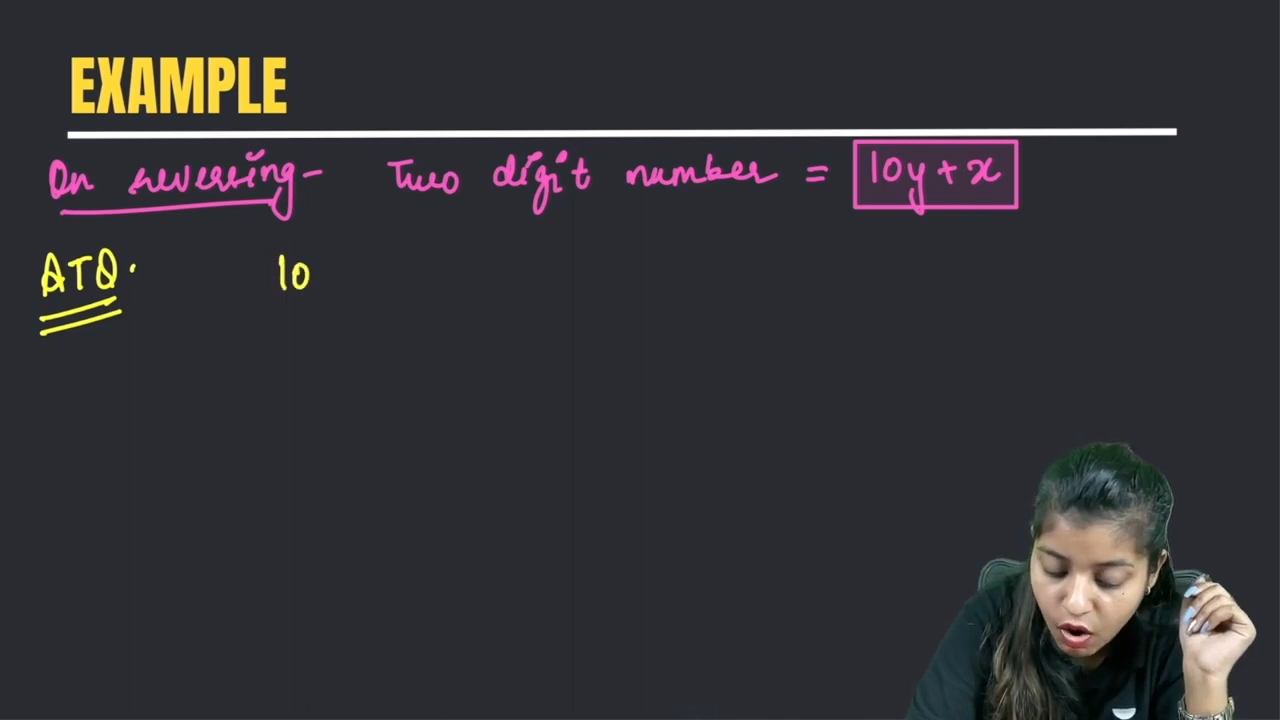 EXAMPLE
On reversing - Two digit number = 10y + x
ATQ. 10